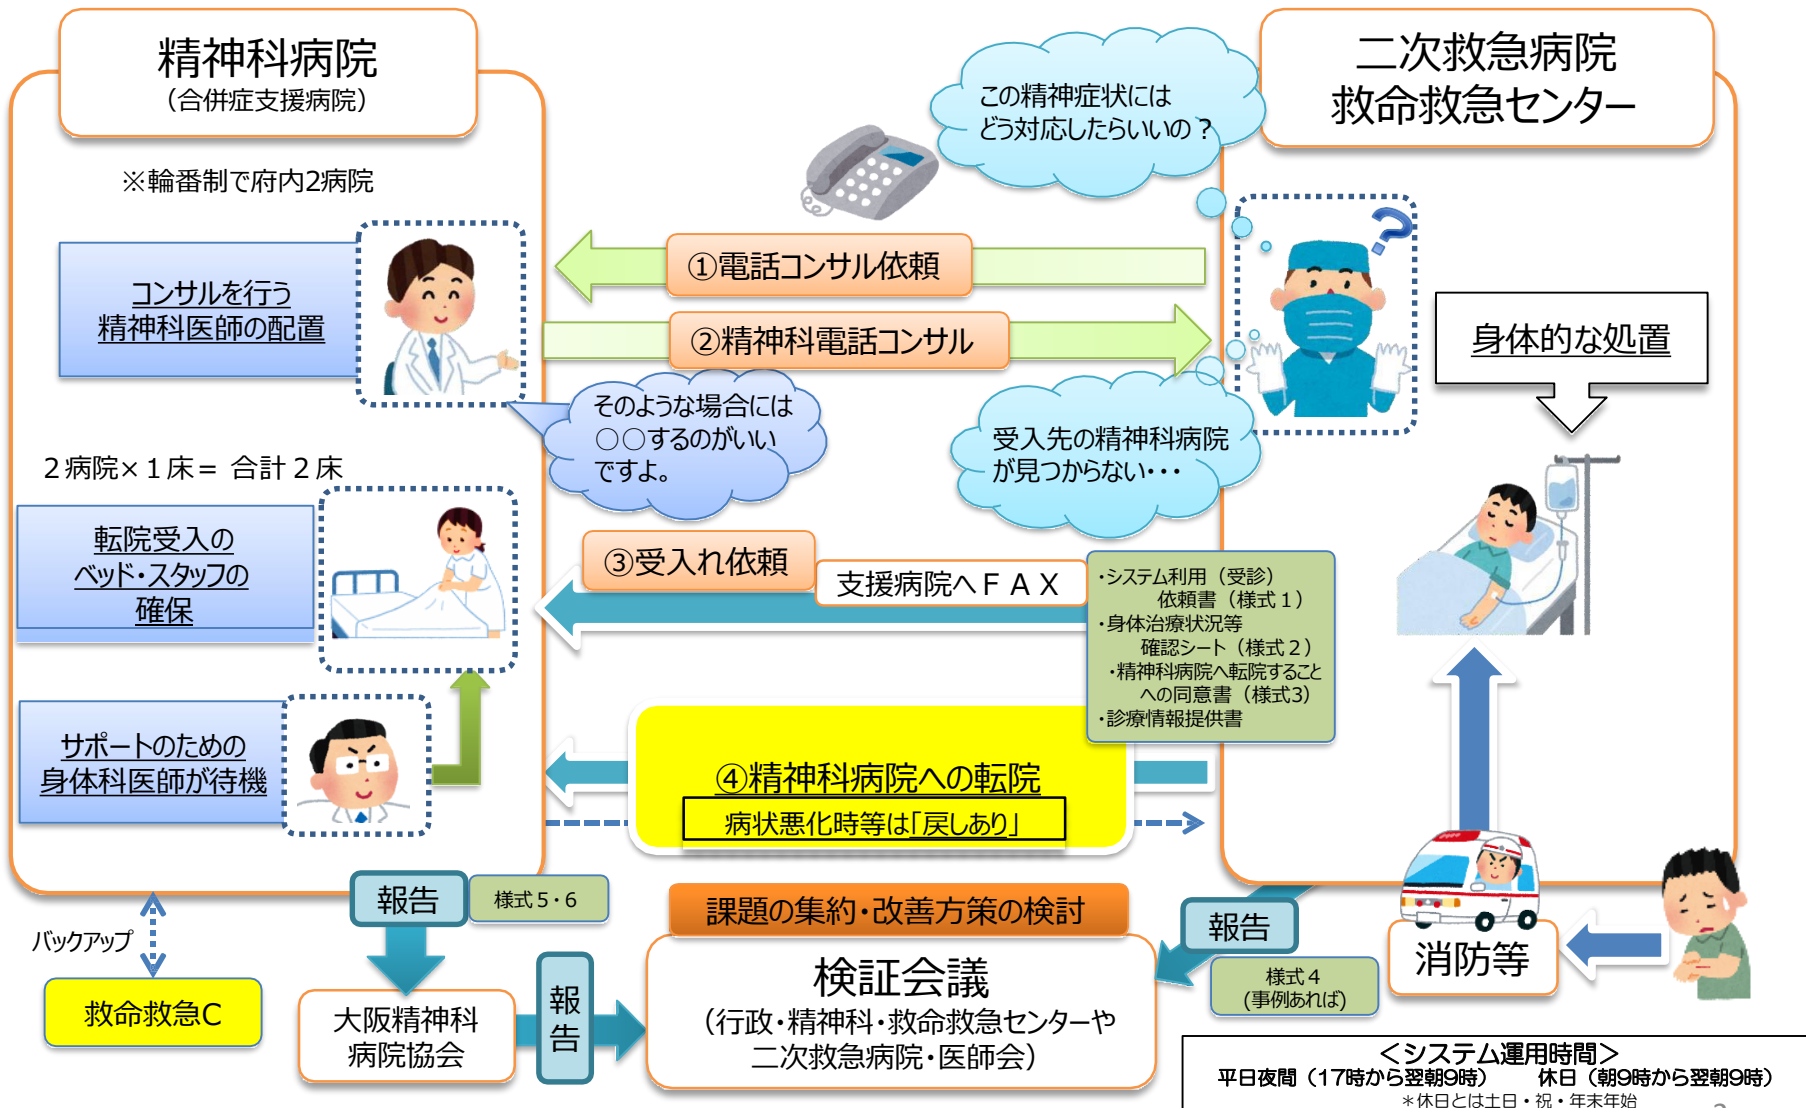 精神科病院
（合併症支援病院）
※輪番制で府内2病院
コンサルを行う
精神科医師の配置
２病院×１床＝ 合計２床
転院受入の
ベッド・スタッフの
確保
サポートのための
身体科医師が待機
二次救急病院
救命救急センター
この精神症状には
どう対応したらいいの？
①電話コンサル依頼
②精神科電話コンサル
そのような場合には
○○するのがいい
ですよ。
受入先の精神科病院
が見つからない・・・
身体的な処置
③受入れ依頼
支援病院へＦＡＸ
・システム利用（受診）
依頼書（様式１）
・身体治療状況等
確認シート（様式２）
・精神科病院へ転院すること
への同意書（様式3）
・診療情報提供書
④精神科病院への転院
病状悪化時等は「戻しあり」
報告
様式５・６
バックアップ
救命救急C
大阪精神科
病院協会
報告
課題の集約・改善方策の検討
検証会議
（行政・精神科・救命救急センターや
二次救急病院・医師会）
報告
様式４
(事例あれば)
消防等
＜システム運用時間＞
平日夜間（17時から翌朝9時）　　休日（朝9時から翌朝9時）
＊休日とは土日・祝・年末年始